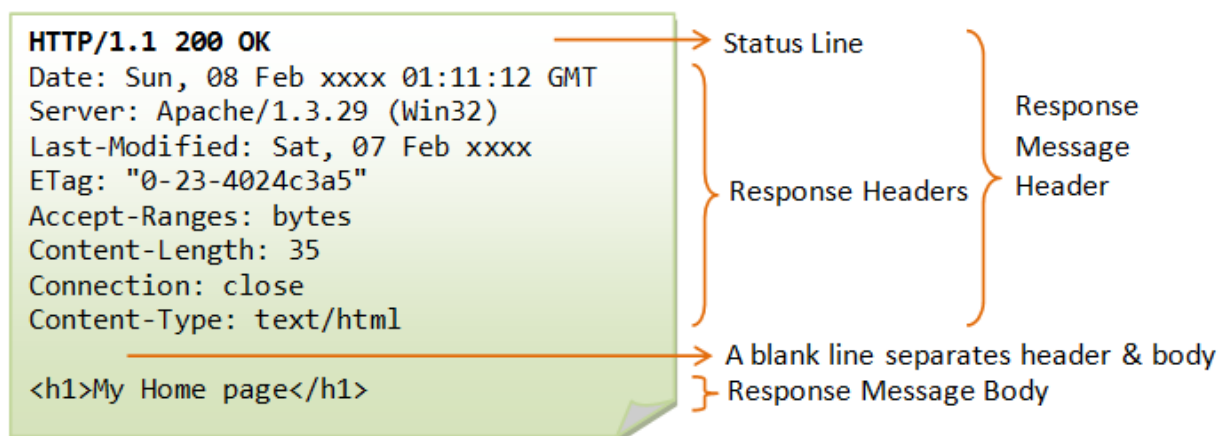 HTTP/1.1 200 OK
Date: Sun, 08 Feb xxxx 01:11:12 GMT
Server: Apache/1.3.29 (Win32)
Last-Modified: Sat, 07 Feb xxxx
ETag: "0-23-4024c3a5"
Accept-Ranges: bytes
Content-Length: 35
Connection: close
Content-Type: text/html
<h1>My Home page</h1>
Status Line
Response Headers
A blank line separates header & body
Response Message Body
Response
Message
Header